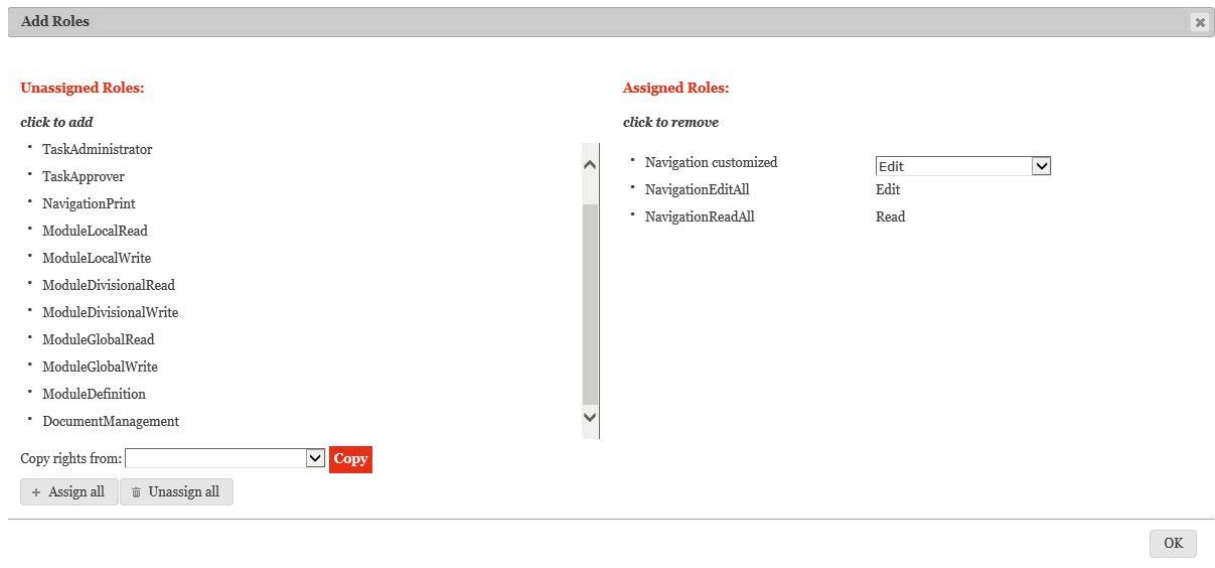 Add Roles
Unassigned Roles:
click to add
TaskAdministrator
TaskApprover
NavigationPrint
ModuleLocalRead
ModuleLocalWrite
ModuleDivisionalRead
ModuleDivisionalWrite
ModuleGlobalRead
ModuleGlobalWrite
ModuleDefinition
DocumentManagement
Copy rights from: Copy
+ Assign all Unassign all
Assigned Roles:
click to remove
Navigation customized Edit
NavigationEditAll Edit
NavigationReadAll Read
OK